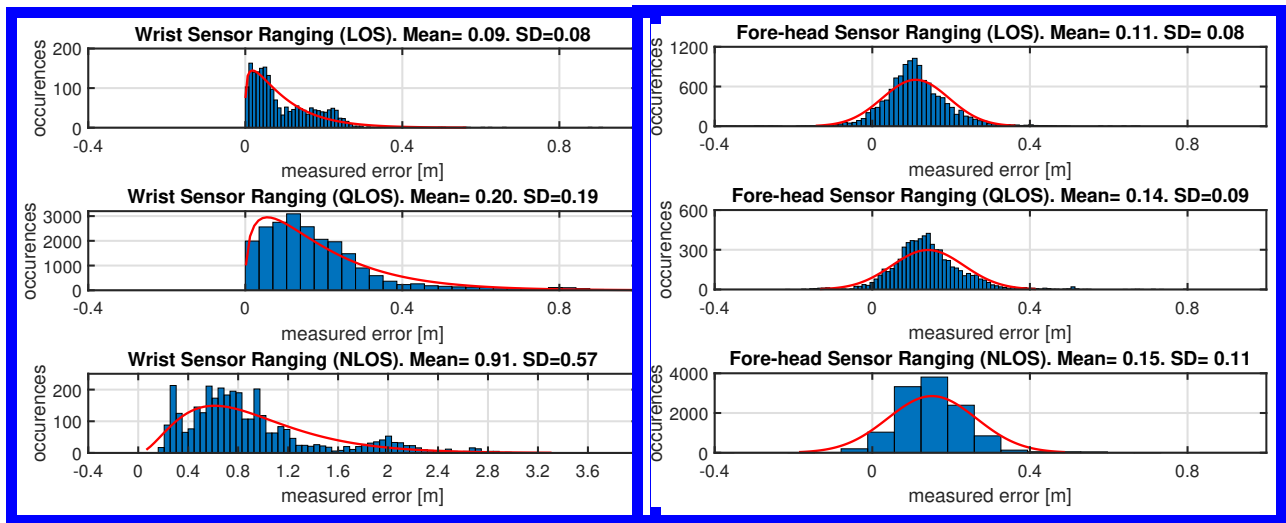 Wrist Sensor Ranging (LOS). Mean= 0.09. SD=0.08
occurences
200
100
0
-0.4 0 0.4 0.8
measured error [m]
Wrist Sensor Ranging (QLOS). Mean= 0.20. SD=0.19
occurences
3000
2000
1000
0
-0.4 0 0.4 0.8
measured error [m]
Wrist Sensor Ranging (NLOS). Mean= 0.91. SD=0.57
occurences
200
100
0
-0.4 0 0.4 0.8 1.2 1.6 2 2.4 2.8 3.2 3.6
measured error [m]
Fore-head Sensor Ranging (LOS). Mean= 0.11. SD= 0.08
occurences
1200
600
0
-0.4 0 0.4 0.8
measured error [m]
Fore-head Sensor Ranging (QLOS). Mean= 0.14. SD=0.09
occurences
600
300
0
-0.4 0 0.4 0.8
measured error [m]
Fore-head Sensor Ranging (NLOS). Mean= 0.15. SD= 0.11
occurences
4000
2000
0
-0.4 0 0.4 0.8
measured error [m]